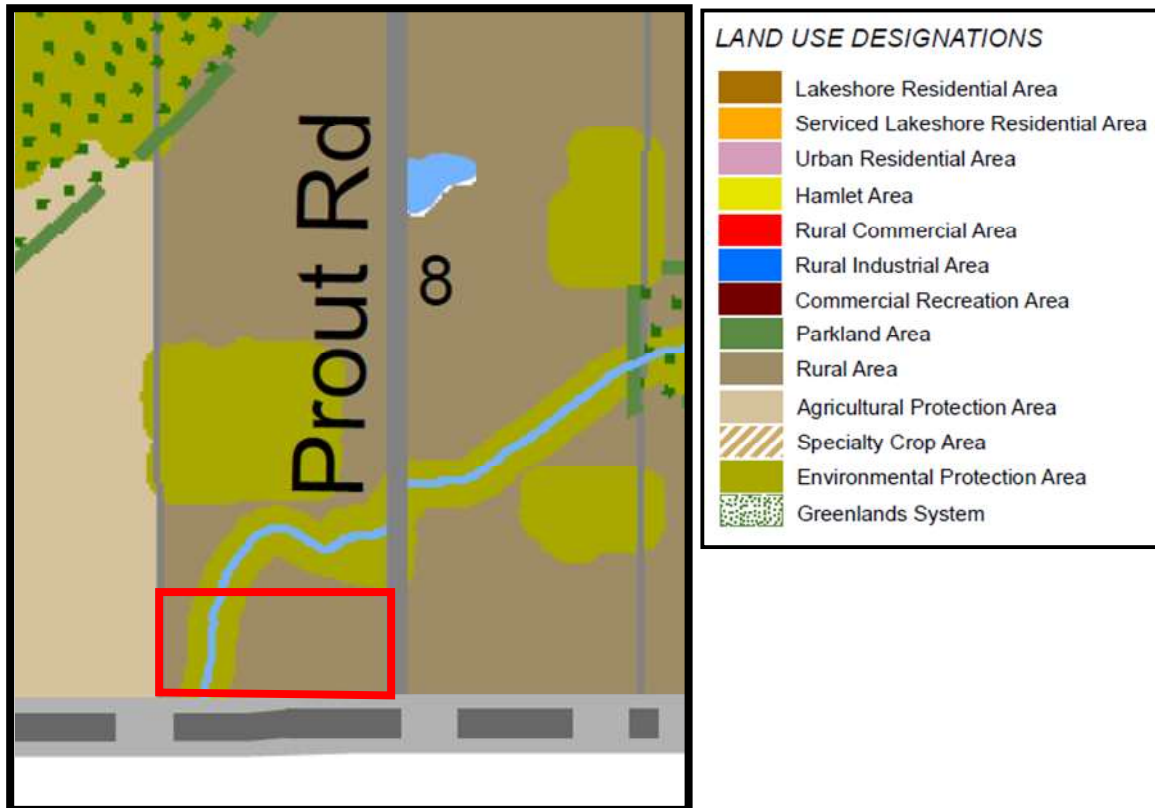 Prout Rd
8
LAND USE DESIGNATIONS
Lakeshore Residential Area
Serviced Lakeshore Residential Area
Urban Residential Area
Hamlet Area
Rural Commercial Area
Rural Industrial Area
Commercial Recreation Area
Parkland Area
Rural Area
Agricultural Protection Area
Specialty Crop Area
Environmental Protection Area
Greenlands System